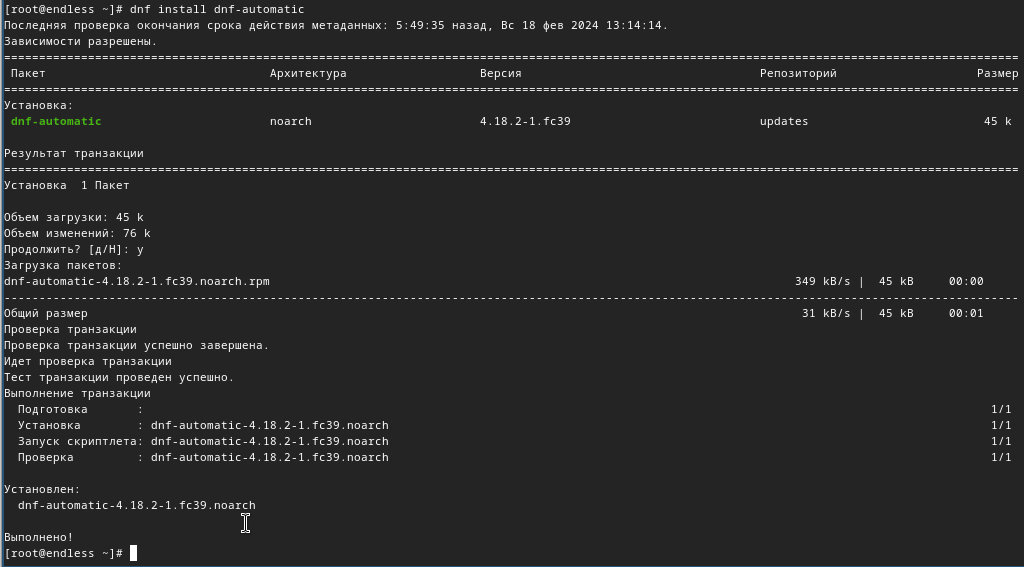 [root@endless ~]# dnf install dnf-automatic
Последняя проверка окончания срока действия метаданных: 5:49:35 назад, Вс 18 фев 2024 13:14:14.
Зависимости разрешены.
================================================================================
Пакет Архитектура Версия Репозиторий Размер
================================================================================
Установка:
dnf-automatic noarch 4.18.2-1.fc39 updates 45 k
Результат транзакции
================================================================================
Установка 1 Пакет
Объем загрузки: 45 k
Объем изменений: 76 k
Продолжить? [д/Н]: y
Загрузка пакетов:
dnf-automatic-4.18.2-1.fc39.noarch.rpm 349 kB/s | 45 kB 00:00
--------------------------------------------------------------------------------
Общий размер 31 kB/s | 45 kB 00:01
Проверка транзакции
Проверка транзакции успешно завершена.
Идет проверка транзакции
Тест транзакции проведен успешно.
Выполнение транзакции
Подготовка : 1/1
Установка : dnf-automatic-4.18.2-1.fc39.noarch 1/1
Запуск скриптлета: dnf-automatic-4.18.2-1.fc39.noarch 1/1
Проверка : dnf-automatic-4.18.2-1.fc39.noarch 1/1
Установлен:
dnf-automatic-4.18.2-1.fc39.noarch
Выполнено!
[root@endless ~]#